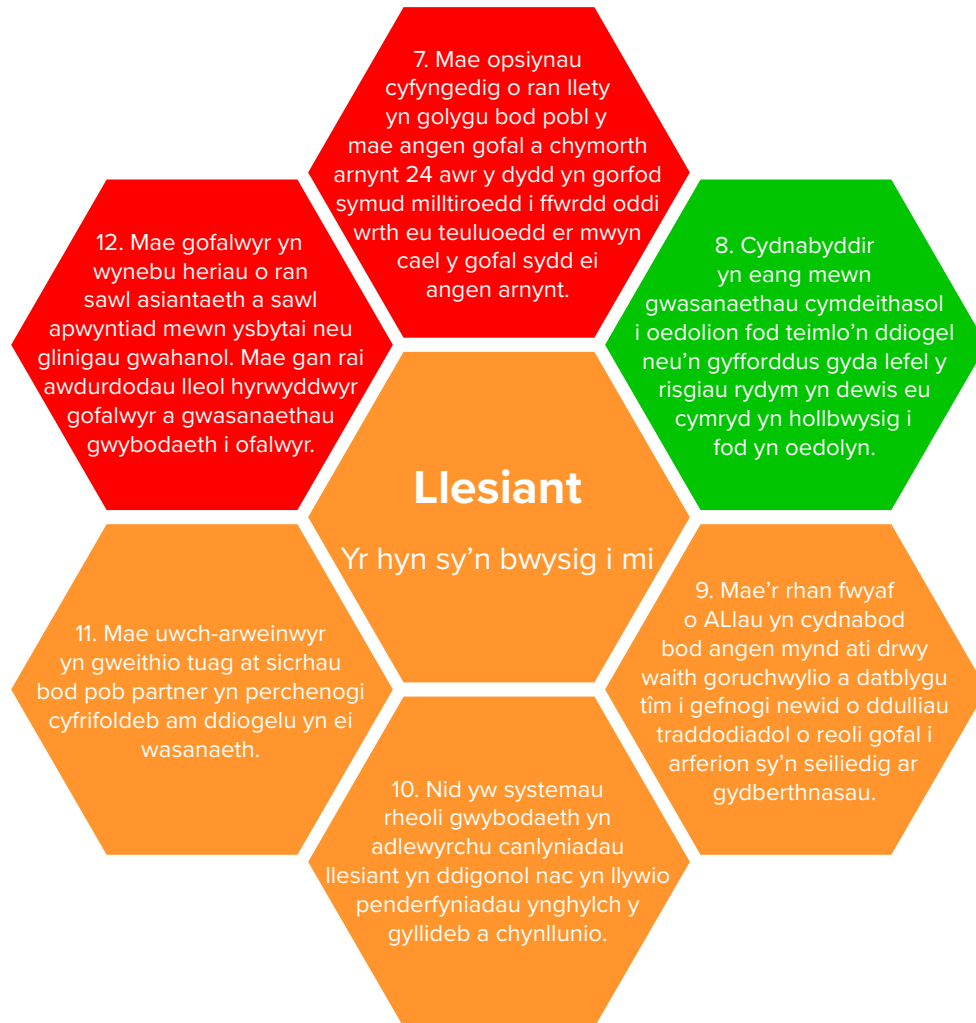 7. Mae opsiynau
cyfyngedig o ran llety
yn golygu bod pobl y
mae angen gofal a chymorth
arnynt 24 awr y dydd yn gorfod
symud milltiroedd i ffwrdd oddi
wrth eu teuluoedd er mwyn
cael y gofal sydd ei
angen arnynt.
8. Cydnabyddir
yn eang mewn
gwasanaethau cymdeithasol
i oedolion fod teimlo'n ddiogel
neu'n gyfforddus gyda lefel y
risgiau rydym yn dewis eu
cymryd yn hollbwysig i
fod yn oedolyn.
9. Mae'r rhan fwyaf
o ALlau yn cydnabod
bod angen mynd ati drwy
waith goruchwylio a datblygu
tîm i gefnogi newid o ddulliau
traddodiadol o reoli gofal i
arferion sy'n seiliedig ar
gydberthnasau.
10. Nid yw systemau
rheoli gwybodaeth yn
adlewyrchu canlyniadau
llesiant yn ddigonol nac yn llywio
penderfyniadau ynghylch y
gyllideb a chynllunio.
11. Mae uwch-arweinwyr
yn gweithio tuag at sicrhau
bod pob partner yn perchenogi
cyfrifoldeb am ddiogelu yn ei
wasanaeth.
12. Mae gofalwyr yn
wynebu heriau o ran
sawl asiantaeth a sawl
apwyntiad mewn ysbytai neu
glinigau gwahanol. Mae gan rai
awdurdodau lleol hyrwyddwyr
gofalwyr a gwasanaethau
gwybodaeth i ofalwyr.
Llesiant
Yr hyn sy'n bwysig i mi